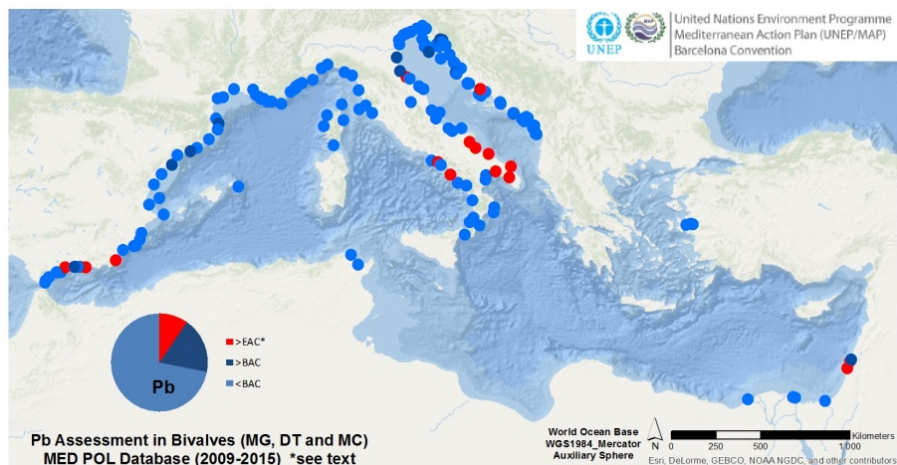 United Nations Environment Programme
Mediterranean Action Plan (UNEP/MAP)
Barcelona Convention
UNEP
MAP
Pb
>EAC*
>BAC
<BAC
Pb Assessment in Bivalves (MG, DT and MC)
MED POL Database (2009-2015) *see text
World Ocean Base
WGS1984_Mercator
Auxiliary Sphere
N
Kilometers
0 250 500 1,000
Esri, DeLorme, GEBCO, NOAA NGDC, and other contributors